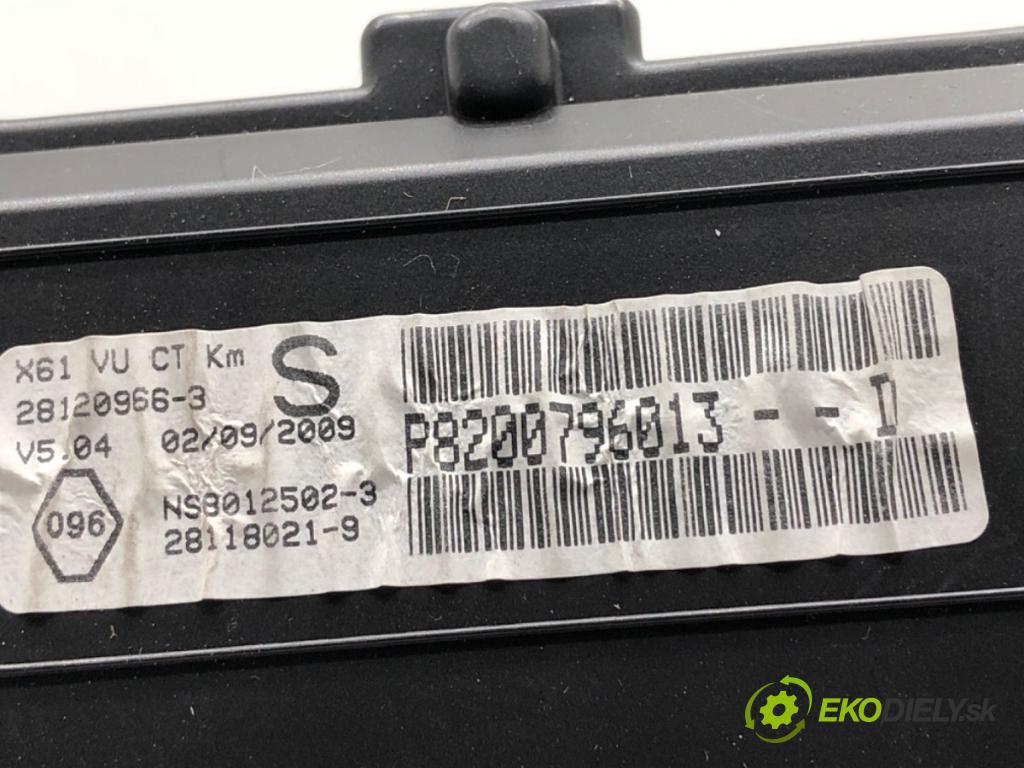 X61 VU CT Km S
28120966-3
V5.04 02/09/2009
P8200796013--D
096
NS8012502-3
28118021-9
EKODIELY.sk